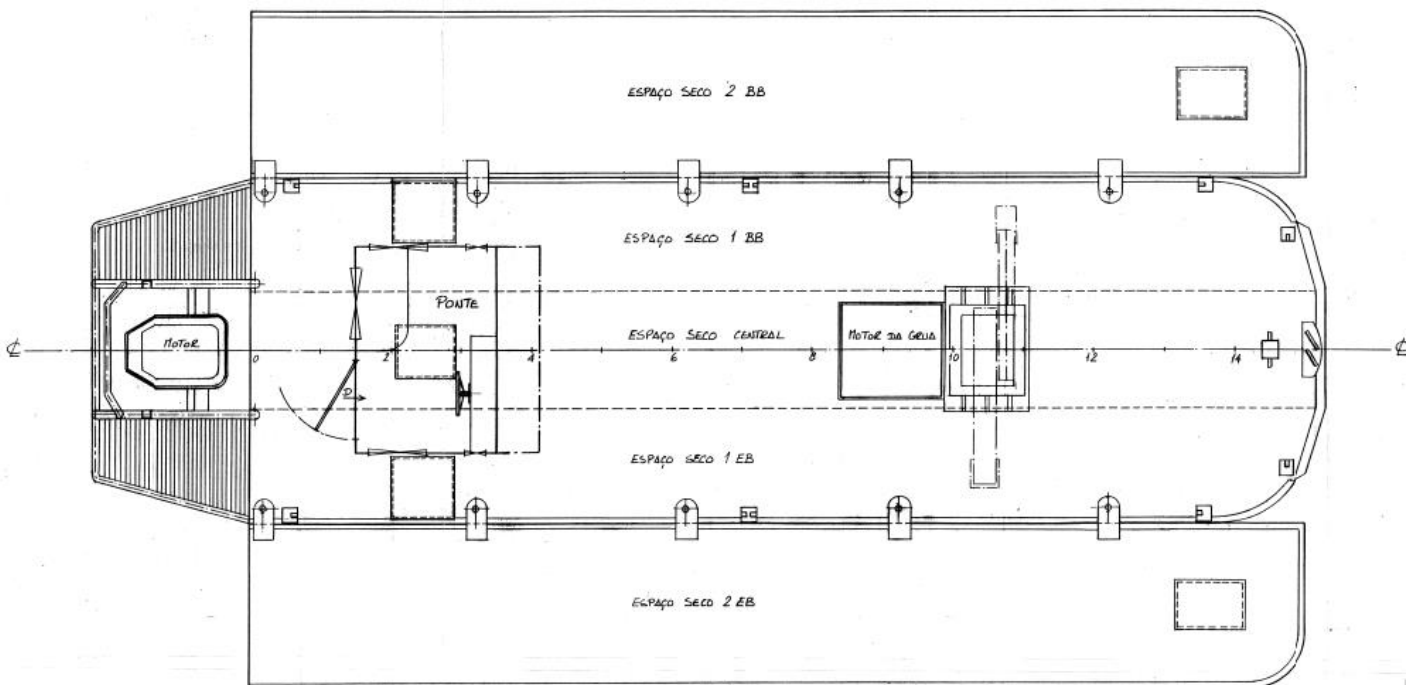 ESPAÇO SECO 2 BB
ESPAÇO SECO 1 BB
PONTE
MOTOR
ESPAÇO SECO CENTRAL
MOTOR DA GRUA
℄
0
2
4
6
8
10
12
14
℄
P
ESPAÇO SECO 1 EB
ESPAÇO SECO 2 EB